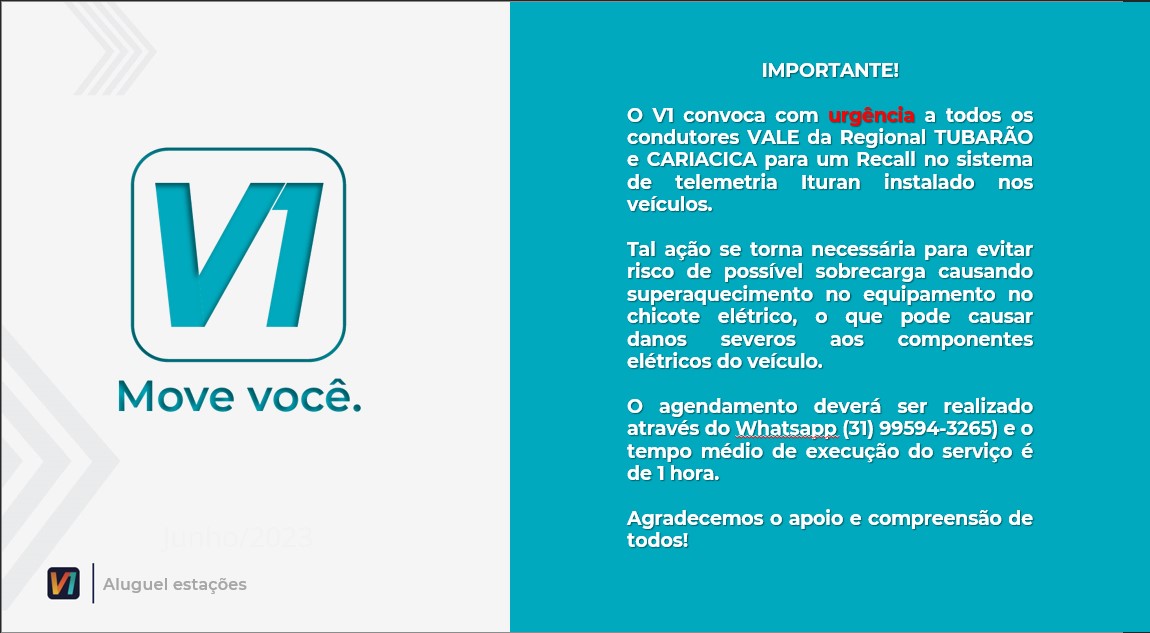 V1
Move você.
Junho/2023
V1
Aluguel estações
IMPORTANTE!
O V1 convoca com urgência a todos os
condutores VALE da Regional TUBARÃO
e CARIACICA para um Recall no sistema
de telemetria Ituran instalado nos
veículos.
Tal ação se torna necessária para evitar
risco de possível sobrecarga causando
superaquecimento no equipamento no
chicote elétrico, o que pode causar
danos severos aos componentes
elétricos do veículo.
O agendamento deverá ser realizado
através do Whatsapp (31) 99594-3265) e o
tempo médio de execução do serviço é
de 1 hora.
Agradecemos o apoio e compreensão de
todos!